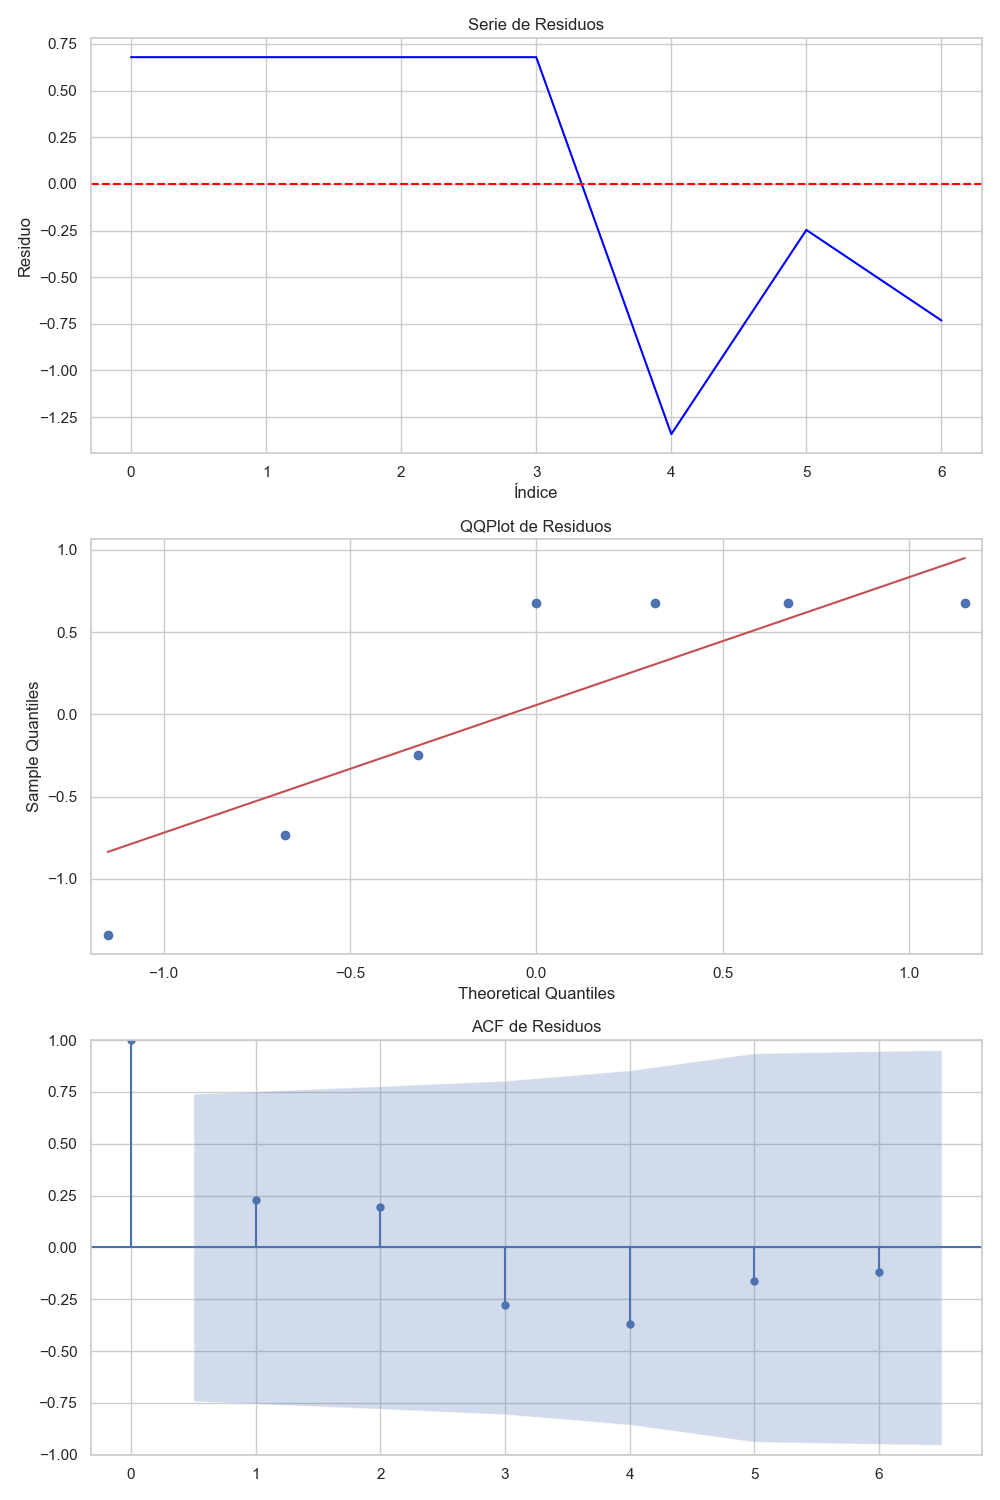 Serie de Residuos
0.75
0.50
0.25
0.00
−0.25
−0.50
−0.75
−1.00
−1.25
Residuo
0 1 2 3 4 5 6
Índice
QQPlot de Residuos
1.0
0.5
0.0
−0.5
−1.0
Sample Quantiles
−1.0 −0.5 0.0 0.5 1.0
Theoretical Quantiles
ACF de Residuos
1.00
0.75
0.50
0.25
0.00
−0.25
−0.50
−0.75
−1.00
0 1 2 3 4 5 6